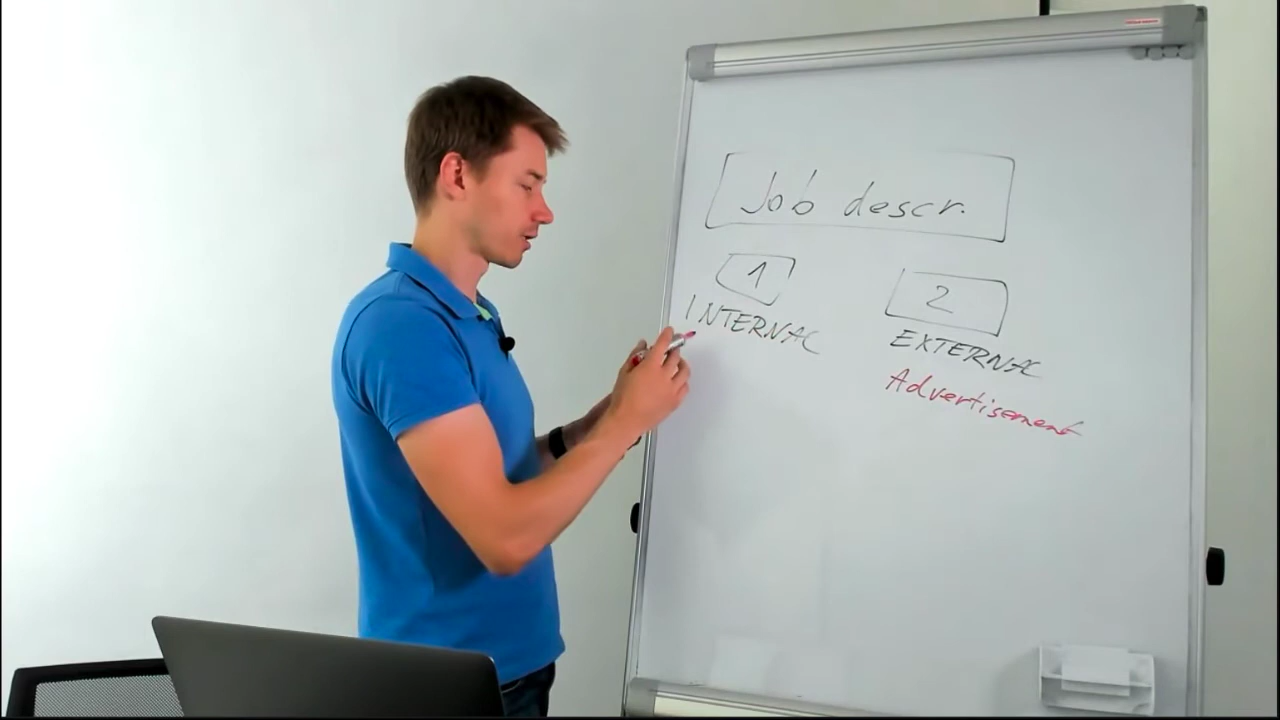 Job descr.
1
INTERNAL
2
EXTERNAL
Advertisement